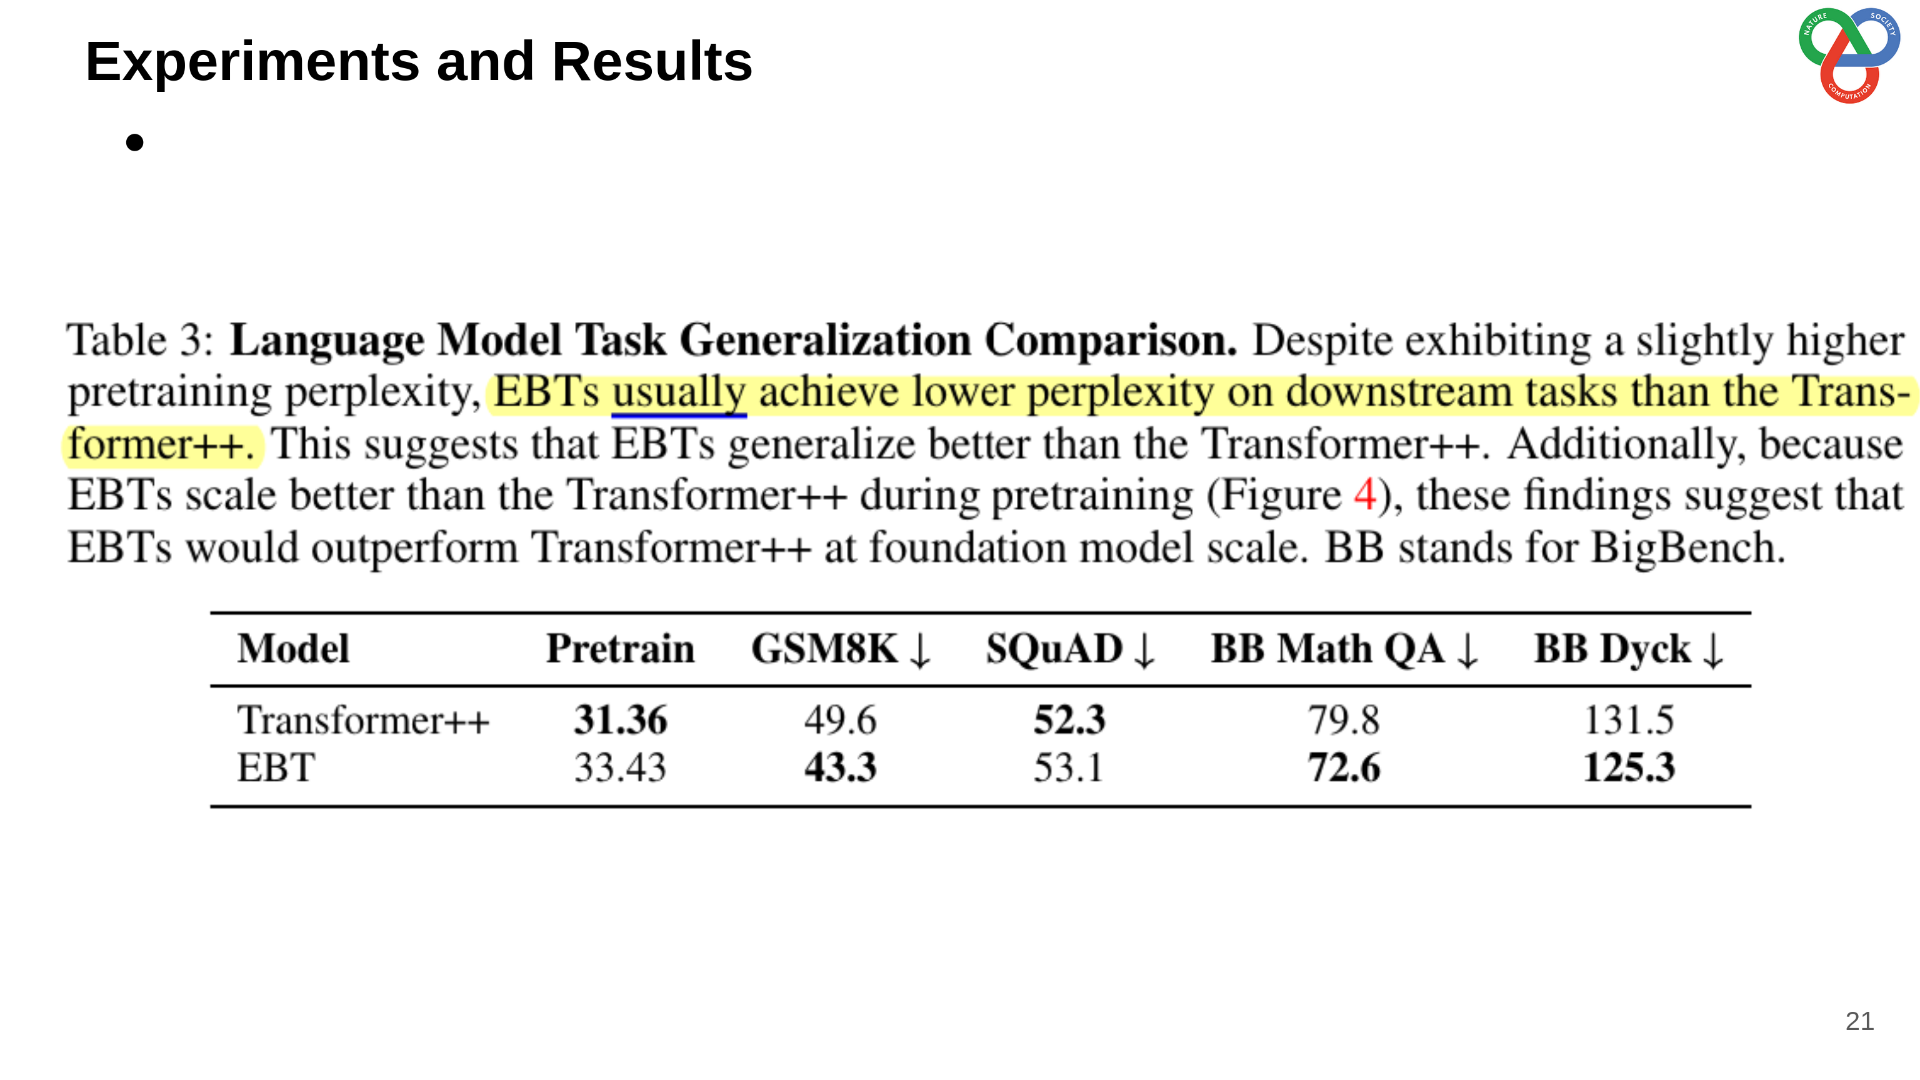 Experiments and Results
NATURE
SOCIETY
COMPUTATION
•
Table 3: Language Model Task Generalization Comparison. Despite exhibiting a slightly higher
pretraining perplexity, EBTs usually achieve lower perplexity on downstream tasks than the Trans-
former++. This suggests that EBTs generalize better than the Transformer++. Additionally, because
EBTs scale better than the Transformer++ during pretraining (Figure 4), these findings suggest that
EBTs would outperform Transformer++ at foundation model scale. BB stands for BigBench.
Model Pretrain GSM8K ↓ SQuAD ↓ BB Math QA ↓ BB Dyck ↓
Transformer++ 31.36 49.6 52.3 79.8 131.5
EBT 33.43 43.3 53.1 72.6 125.3
21